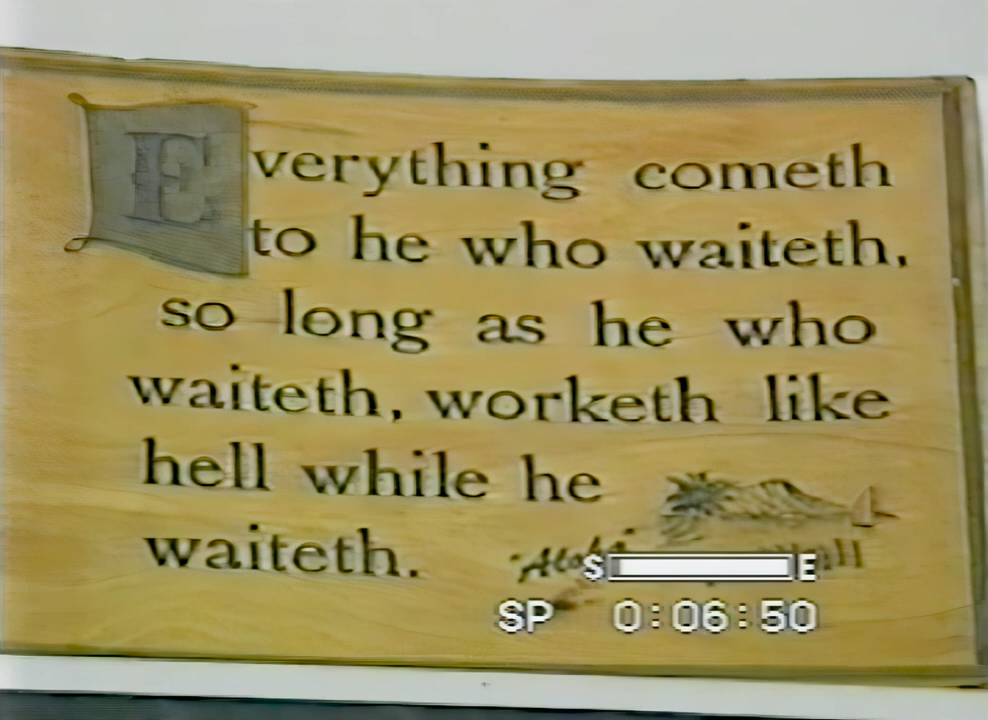 Everything cometh
to he who waiteth,
so long as he who
waiteth, worketh like
hell while he
waiteth.
"Aloha"
S E
SP 0:06:50